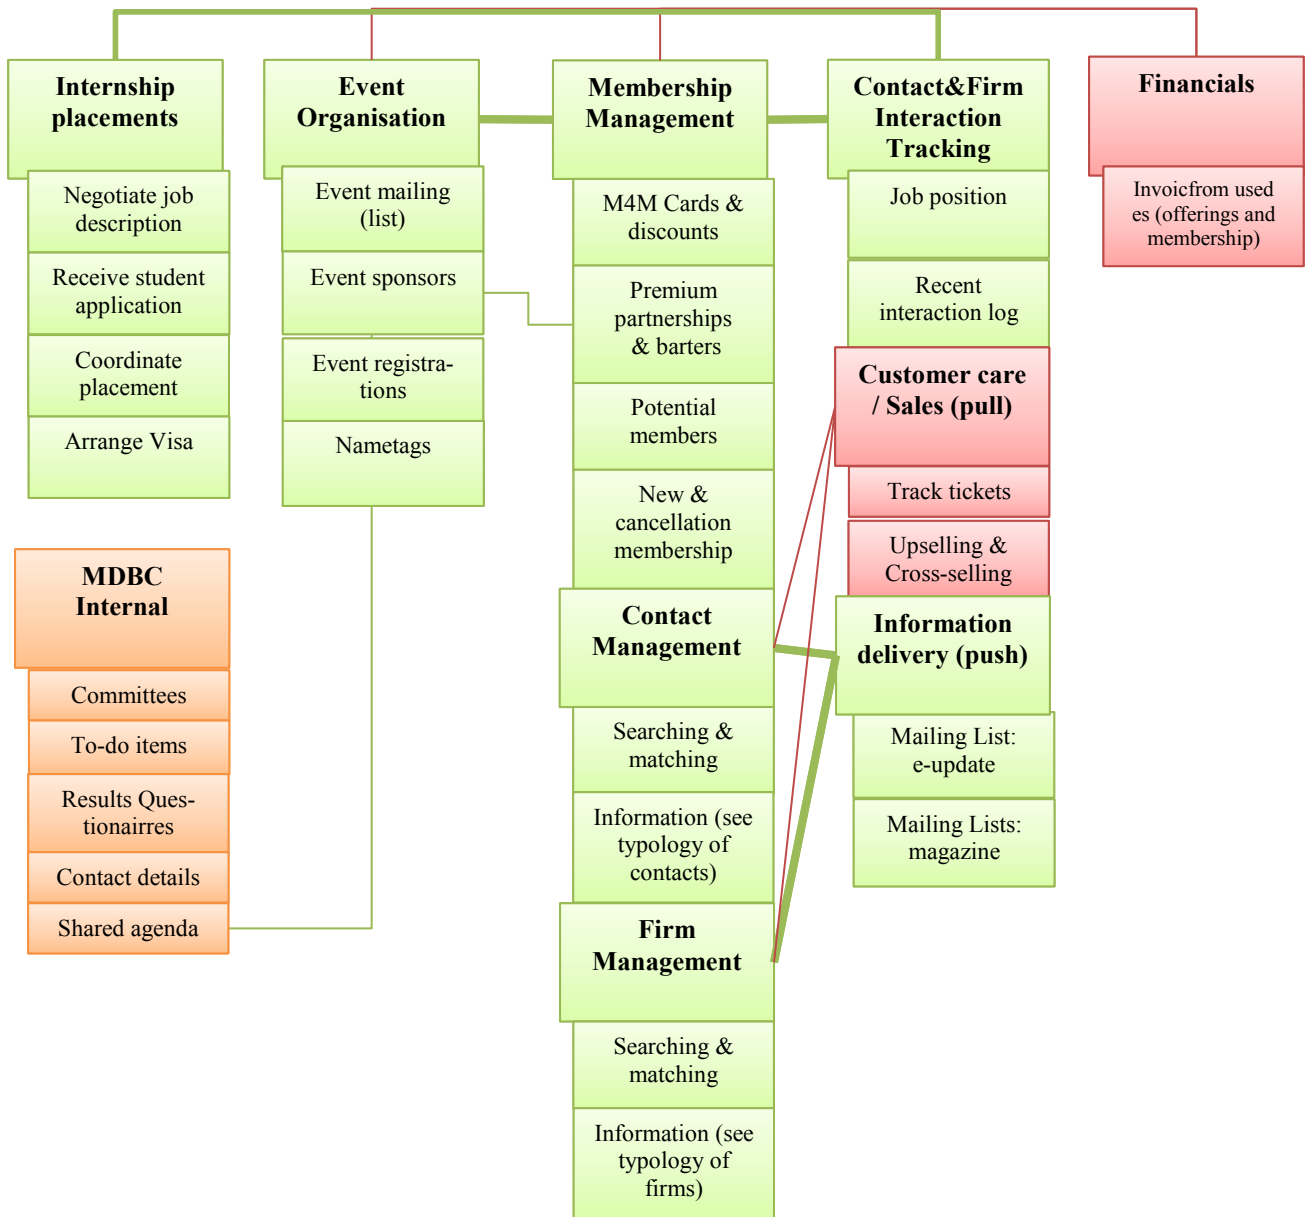 Internship
placements
Negotiate job
description
Receive student
application
Coordinate
placement
Arrange Visa
MDBC
Internal
Committees
To-do items
Results Ques-
tionairres
Contact details
Shared agenda
Event
Organisation
Event mailing
(list)
Event sponsors
Event registra-
tions
Nametags
Membership
Management
M4M Cards &
discounts
Premium
partnerships
& barters
Potential
members
New &
cancellation
membership
Contact
Management
Searching &
matching
Information (see
typology of
contacts)
Firm
Management
Searching &
matching
Information (see
typology of
firms)
Contact&Firm
Interaction
Tracking
Job position
Recent
interaction log
Customer care
/ Sales (pull)
Track tickets
Upselling &
Cross-selling
Information
delivery (push)
Mailing List:
e-update
Mailing Lists:
magazine
Financials
Invoicfrom used
es (offerings and
membership)